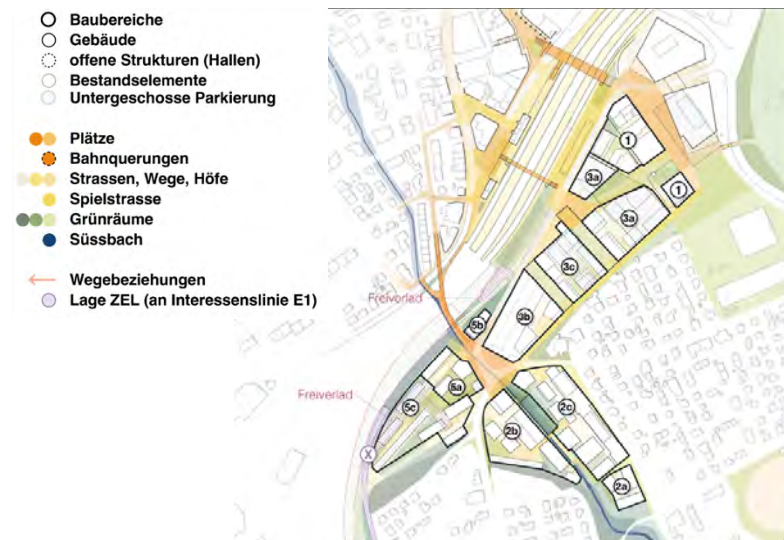 Baubereiche
Gebäude
offene Strukturen (Hallen)
Bestandselemente
Untergeschosse Parkierung
Plätze
Bahnquerungen
Strassen, Wege, Höfe
Spielstrasse
Grünräume
Süssbach
Wegebeziehungen
Lage ZEL (an Interessenslinie E1)
1
3a
1
3a
3c
Freiverlad
3b
5b
5a
Freiverlad
5c
2c
2b
X
2a